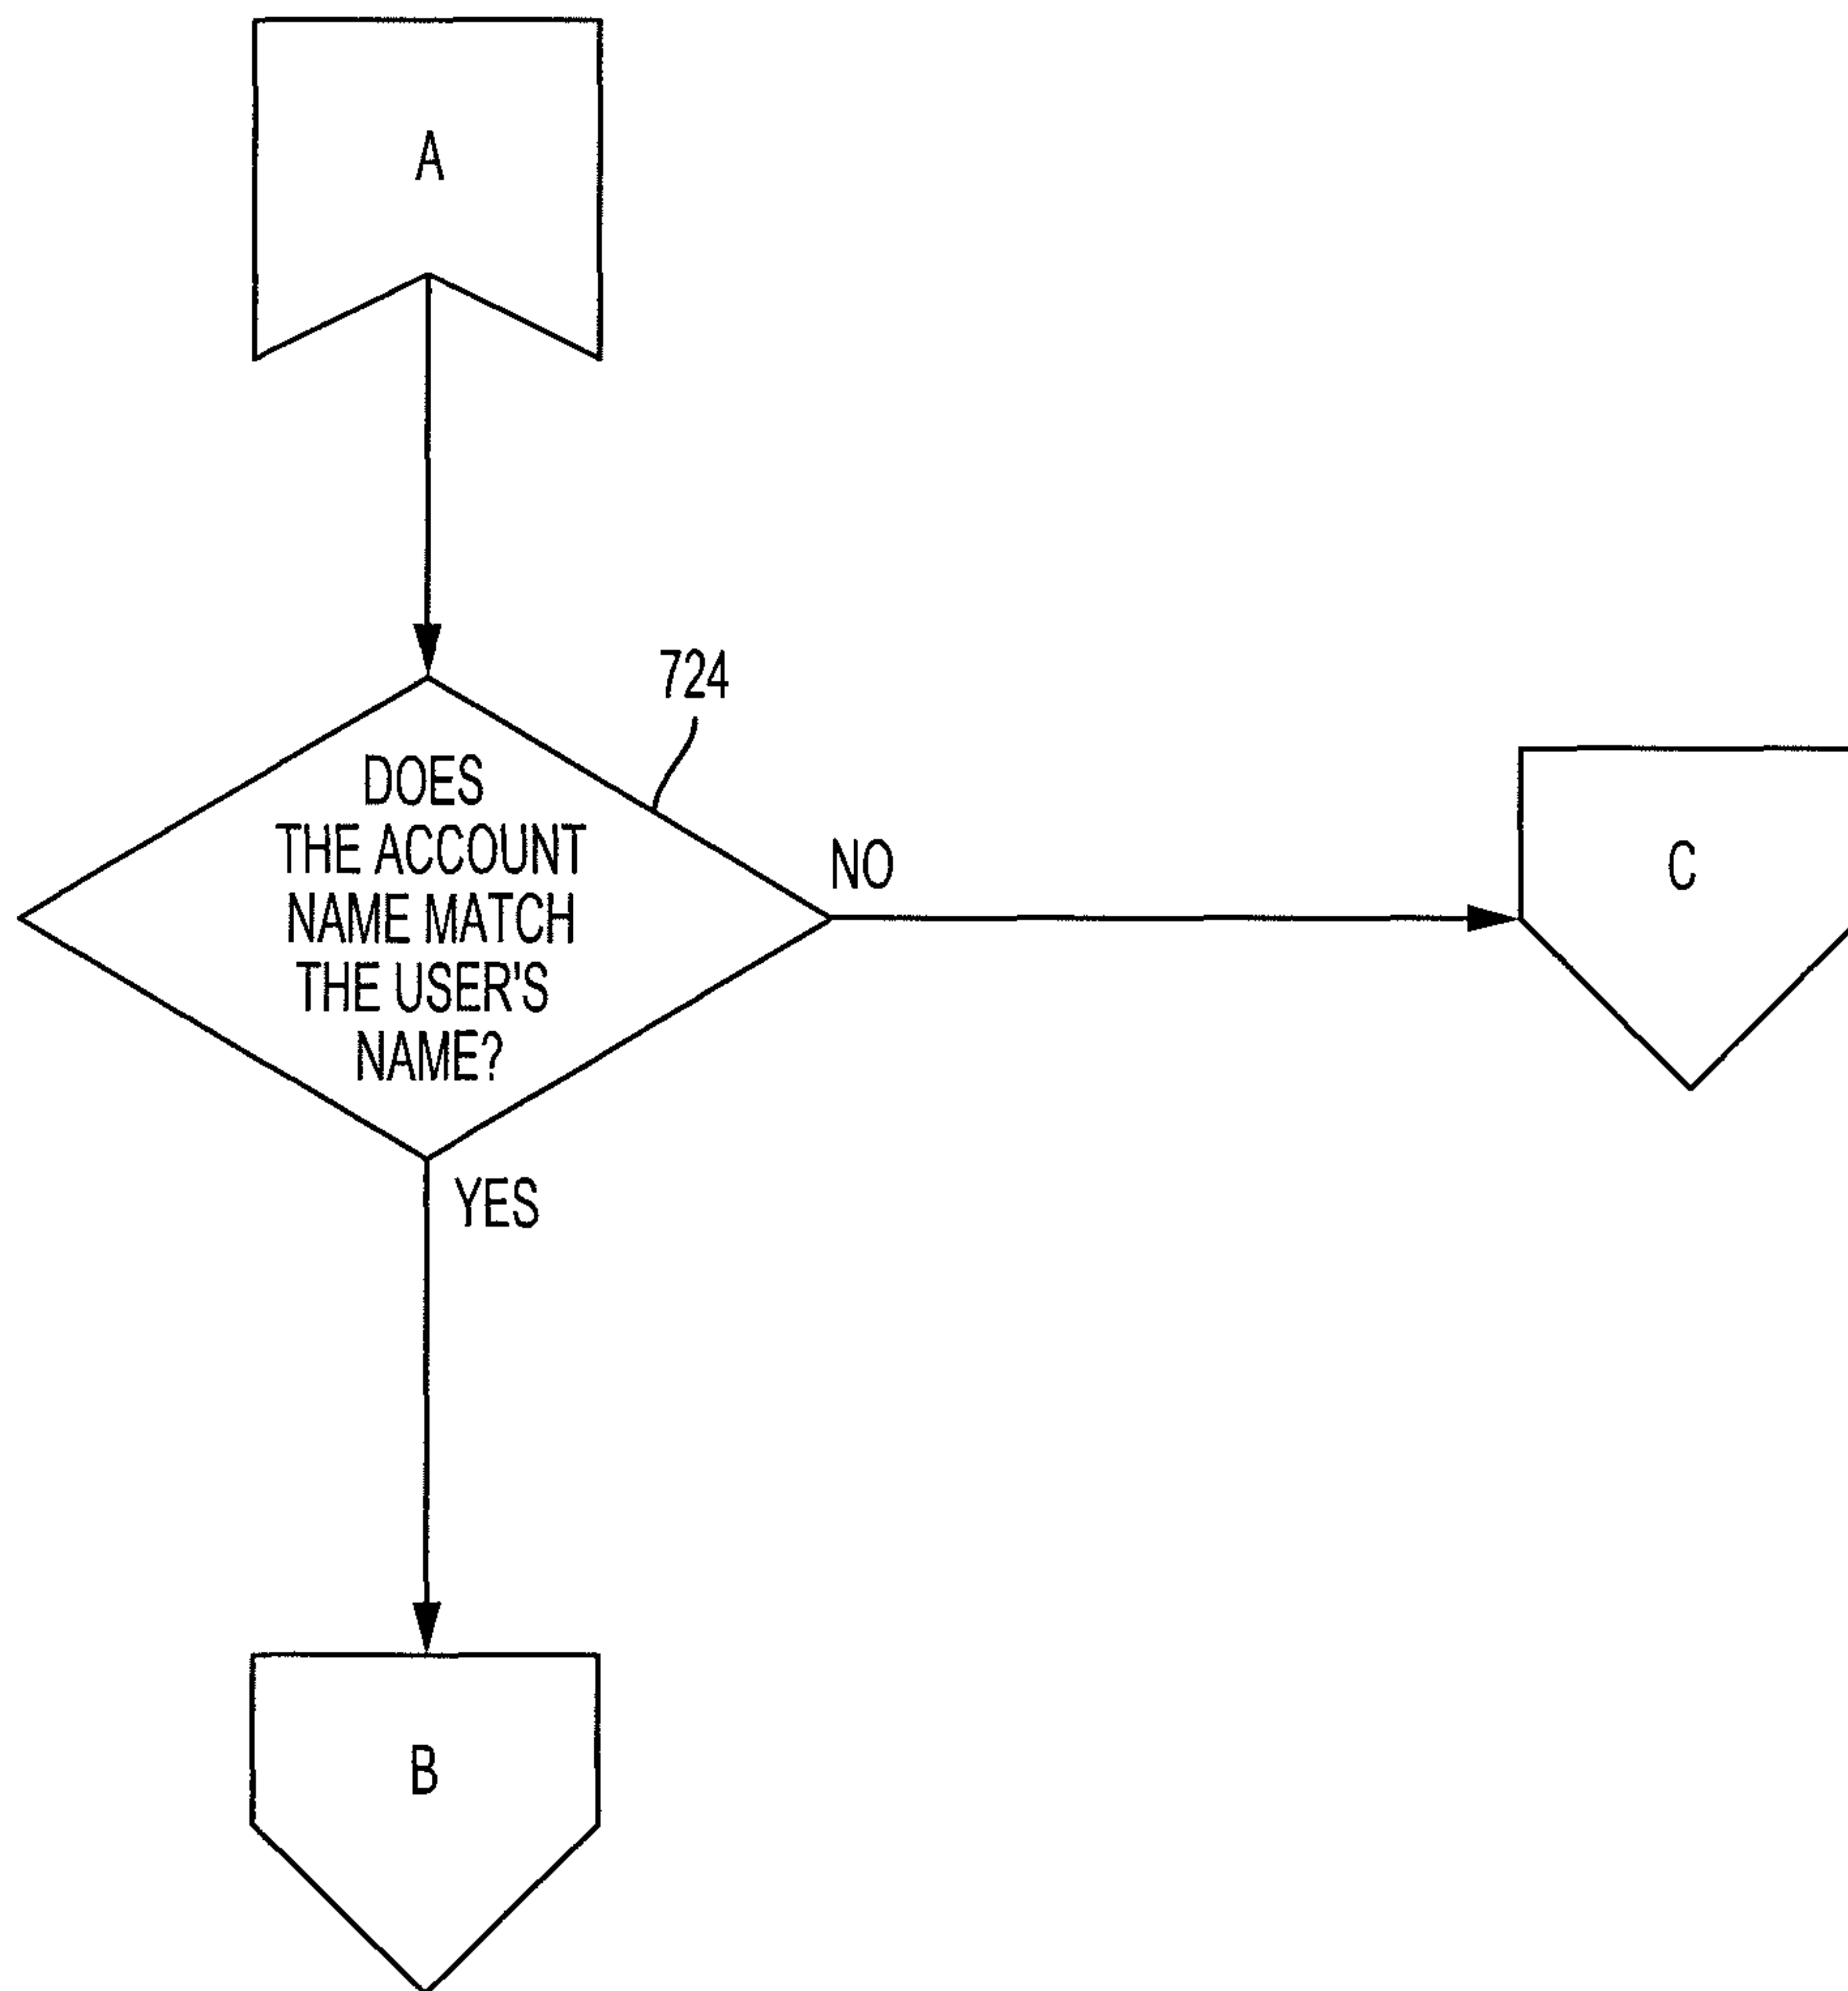 A
724
DOES
THE ACCOUNT
NAME MATCH
THE USER'S
NAME?
NO
C
YES
B